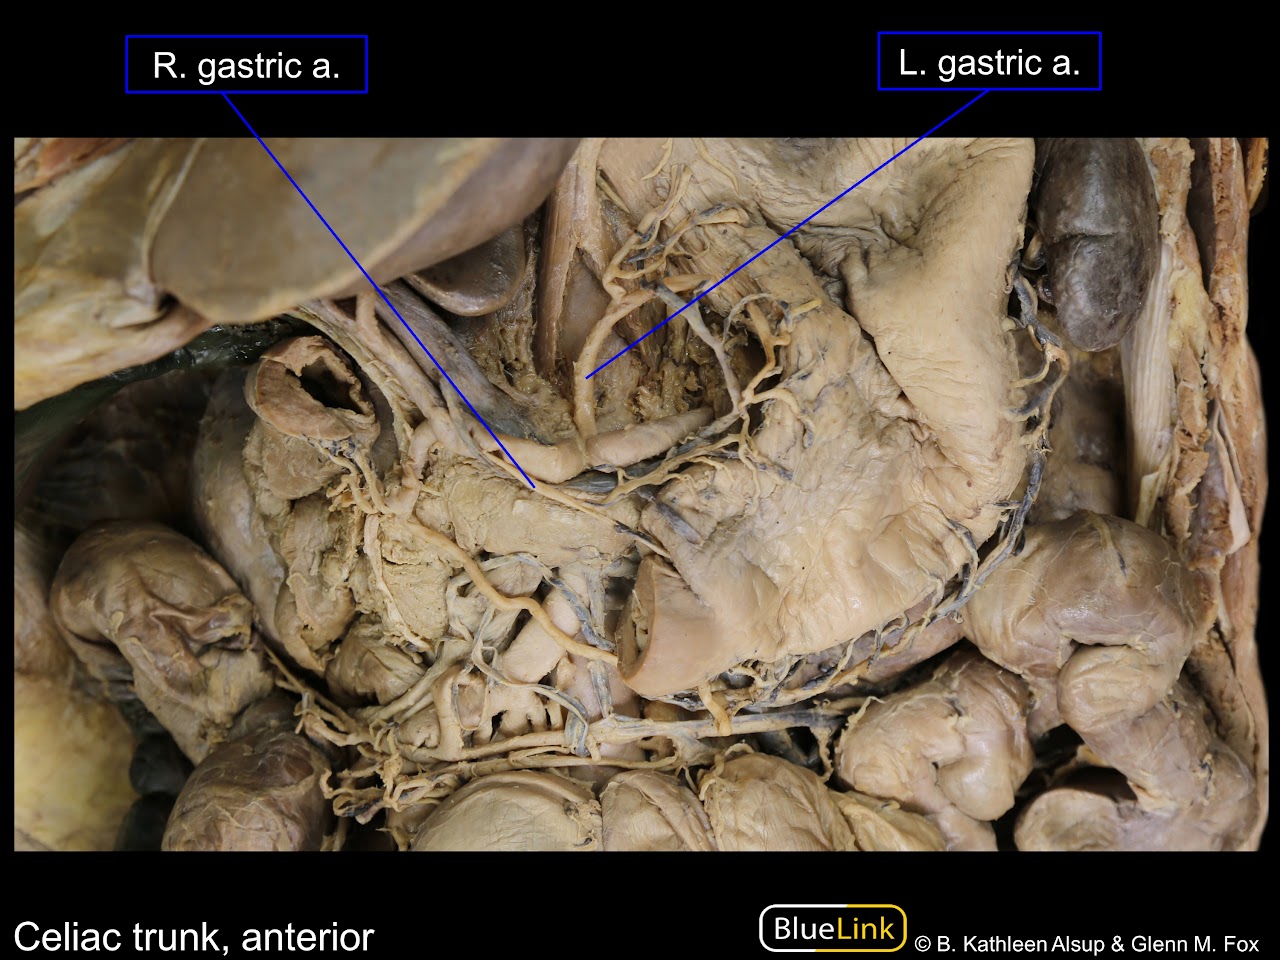 R. gastric a.
L. gastric a.
Celiac trunk, anterior
BlueLink
© B. Kathleen Alsup & Glenn M. Fox